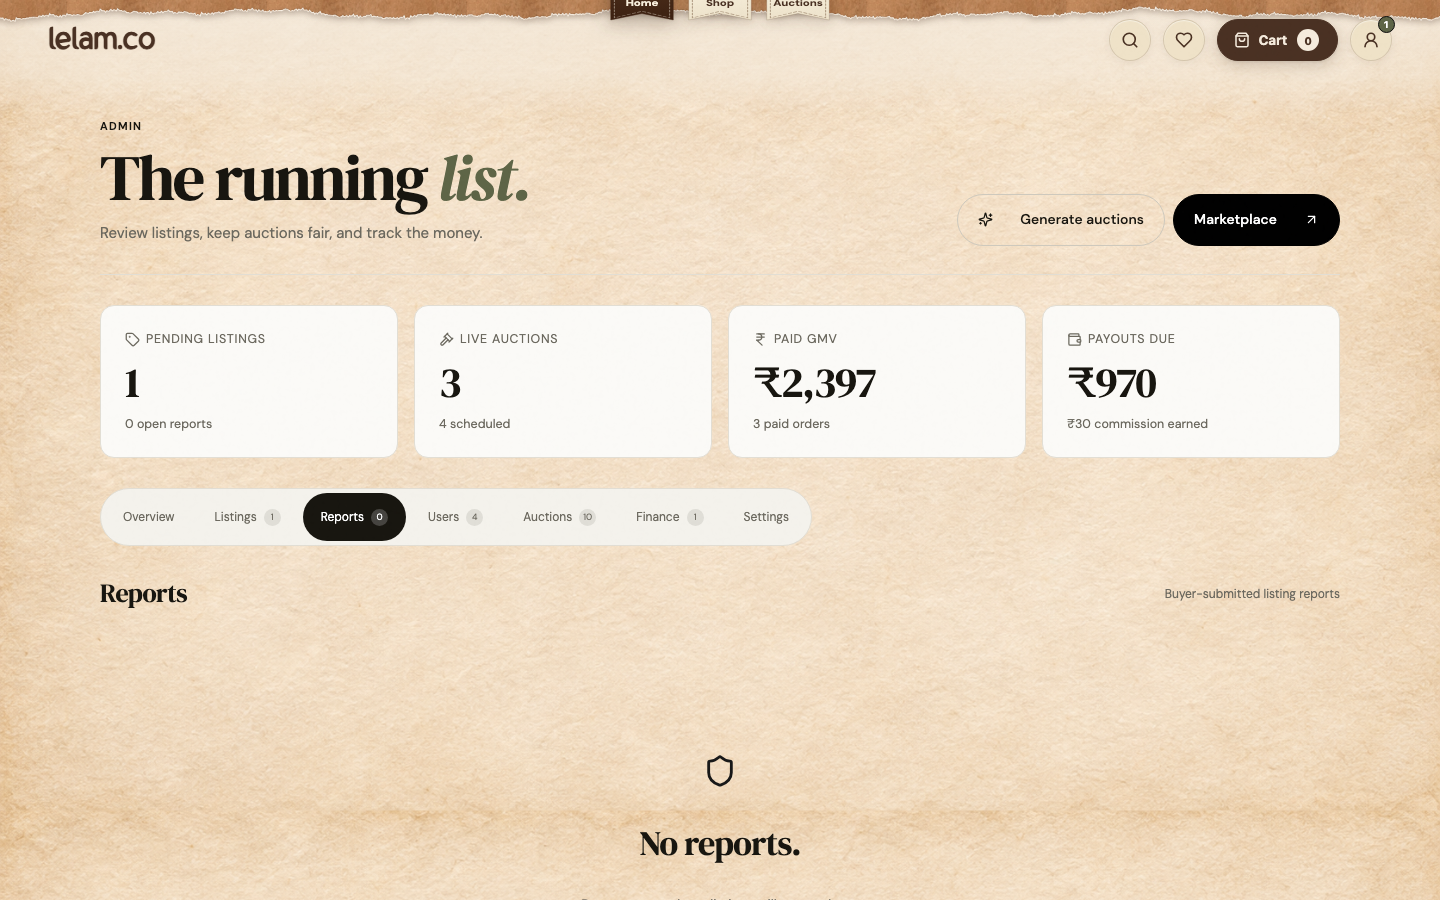 Home
Shop
Auctions
lelam.co
Cart 0
1
ADMIN
The running list.
Review listings, keep auctions fair, and track the money.
Generate auctions
Marketplace
PENDING LISTINGS
1
0 open reports
LIVE AUCTIONS
3
4 scheduled
PAID GMV
₹2,397
3 paid orders
PAYOUTS DUE
₹970
₹30 commission earned
Overview
Listings 1
Reports 0
Users 4
Auctions 10
Finance 1
Settings
Reports
Buyer-submitted listing reports
No reports.